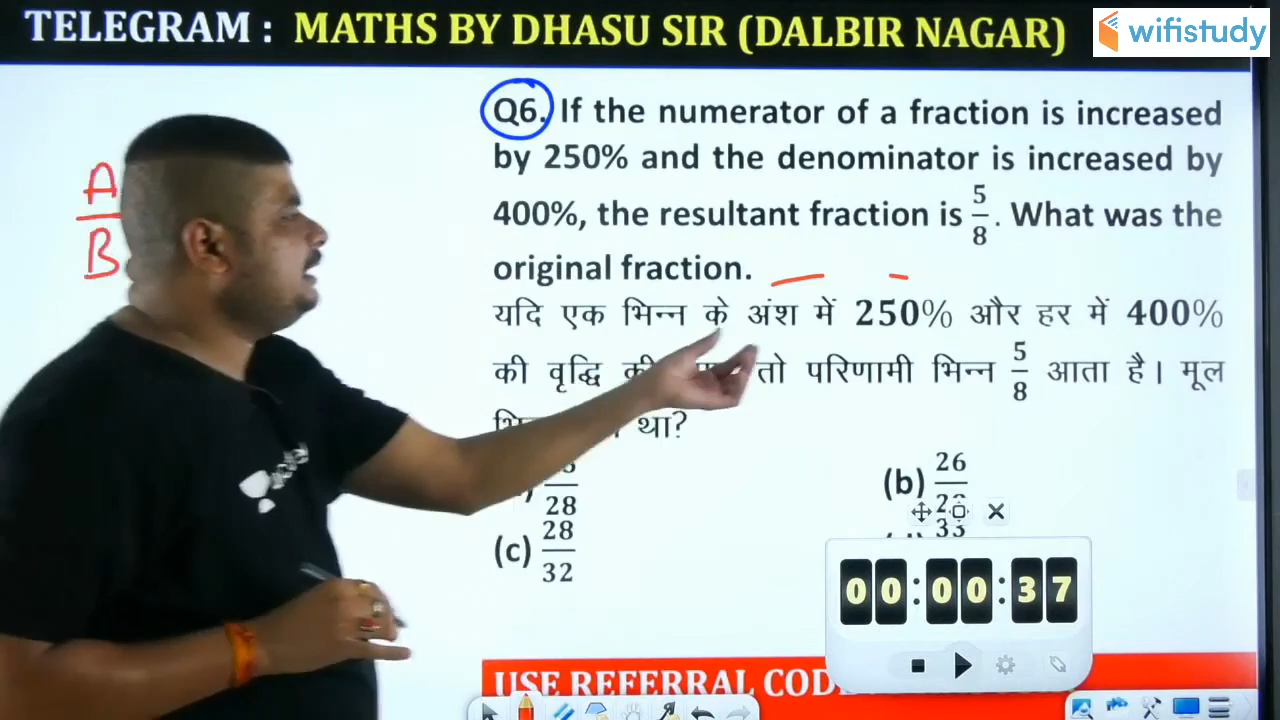 TELEGRAM : MATHS BY DHASU SIR (DALBIR NAGAR)
wifistudy
Q6. If the numerator of a fraction is increased
by 250% and the denominator is increased by
400%, the resultant fraction is 5/8. What was the
original fraction.
A
B
यदि एक भिन्न के अंश में 250% और हर में 400%
की वृद्धि तो परिणामी भिन्न 5/8 आता है। मूल
था?
28
(b) 26
(c) 28/32
33
00:00:37
USE REFERRAL CODE